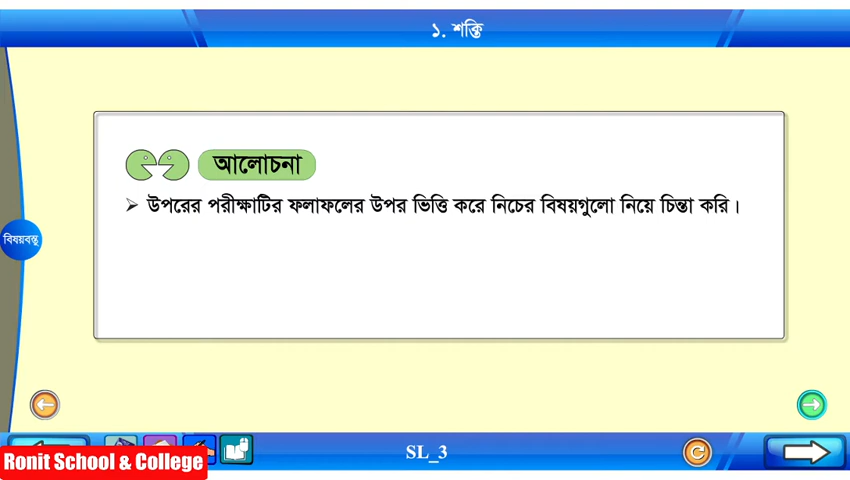 ১. শক্তি
আলোচনা
➢ উপরের পরীক্ষাটির ফলাফলের উপর ভিত্তি করে নিচের বিষয়গুলো নিয়ে চিন্তা করি।
বিষয়বস্তু
SL_3
Ronit School & College